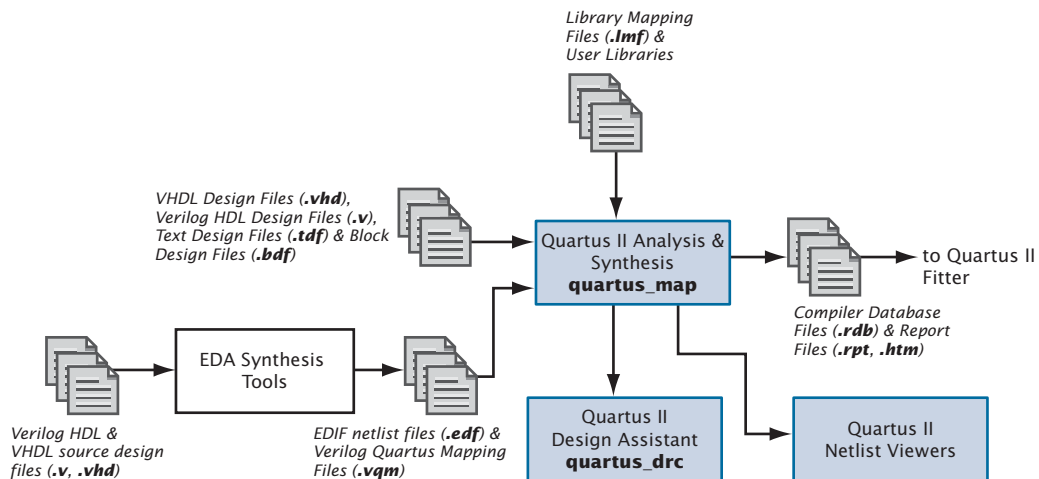 Library Mapping
Files (.lmf) &
User Libraries
VHDL Design Files (.vhd),
Verilog HDL Design Files (.v),
Text Design Files (.tdf) & Block
Design Files (.bdf)
Quartus II Analysis &
Synthesis
quartus_map
to Quartus II
Fitter
Compiler Database
Files (.rdb) & Report
Files (.rpt, .htm)
EDA Synthesis
Tools
Verilog HDL &
VHDL source design
files (.v, .vhd)
EDIF netlist files (.edf) &
Verilog Quartus Mapping
Files (.vqm)
Quartus II
Design Assistant
quartus_drc
Quartus II
Netlist Viewers